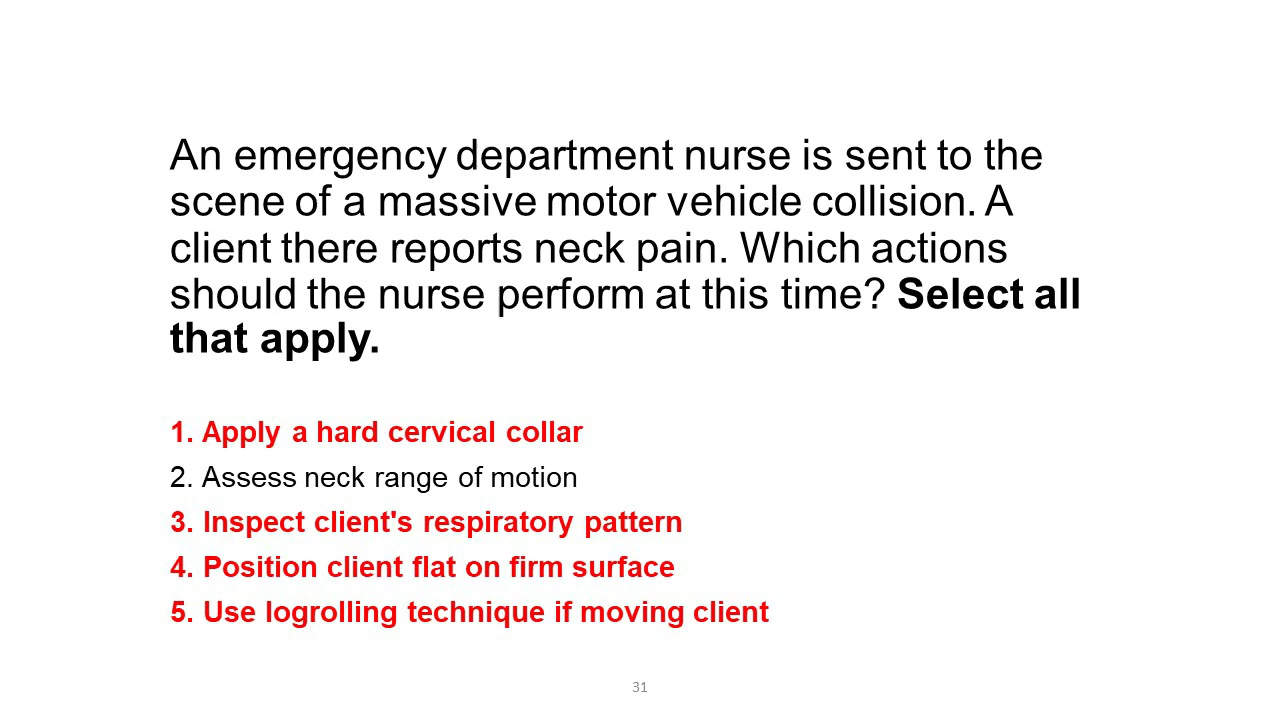 An emergency department nurse is sent to the
scene of a massive motor vehicle collision. A
client there reports neck pain. Which actions
should the nurse perform at this time? Select all
that apply.
1. Apply a hard cervical collar
2. Assess neck range of motion
3. Inspect client's respiratory pattern
4. Position client flat on firm surface
5. Use logrolling technique if moving client
31